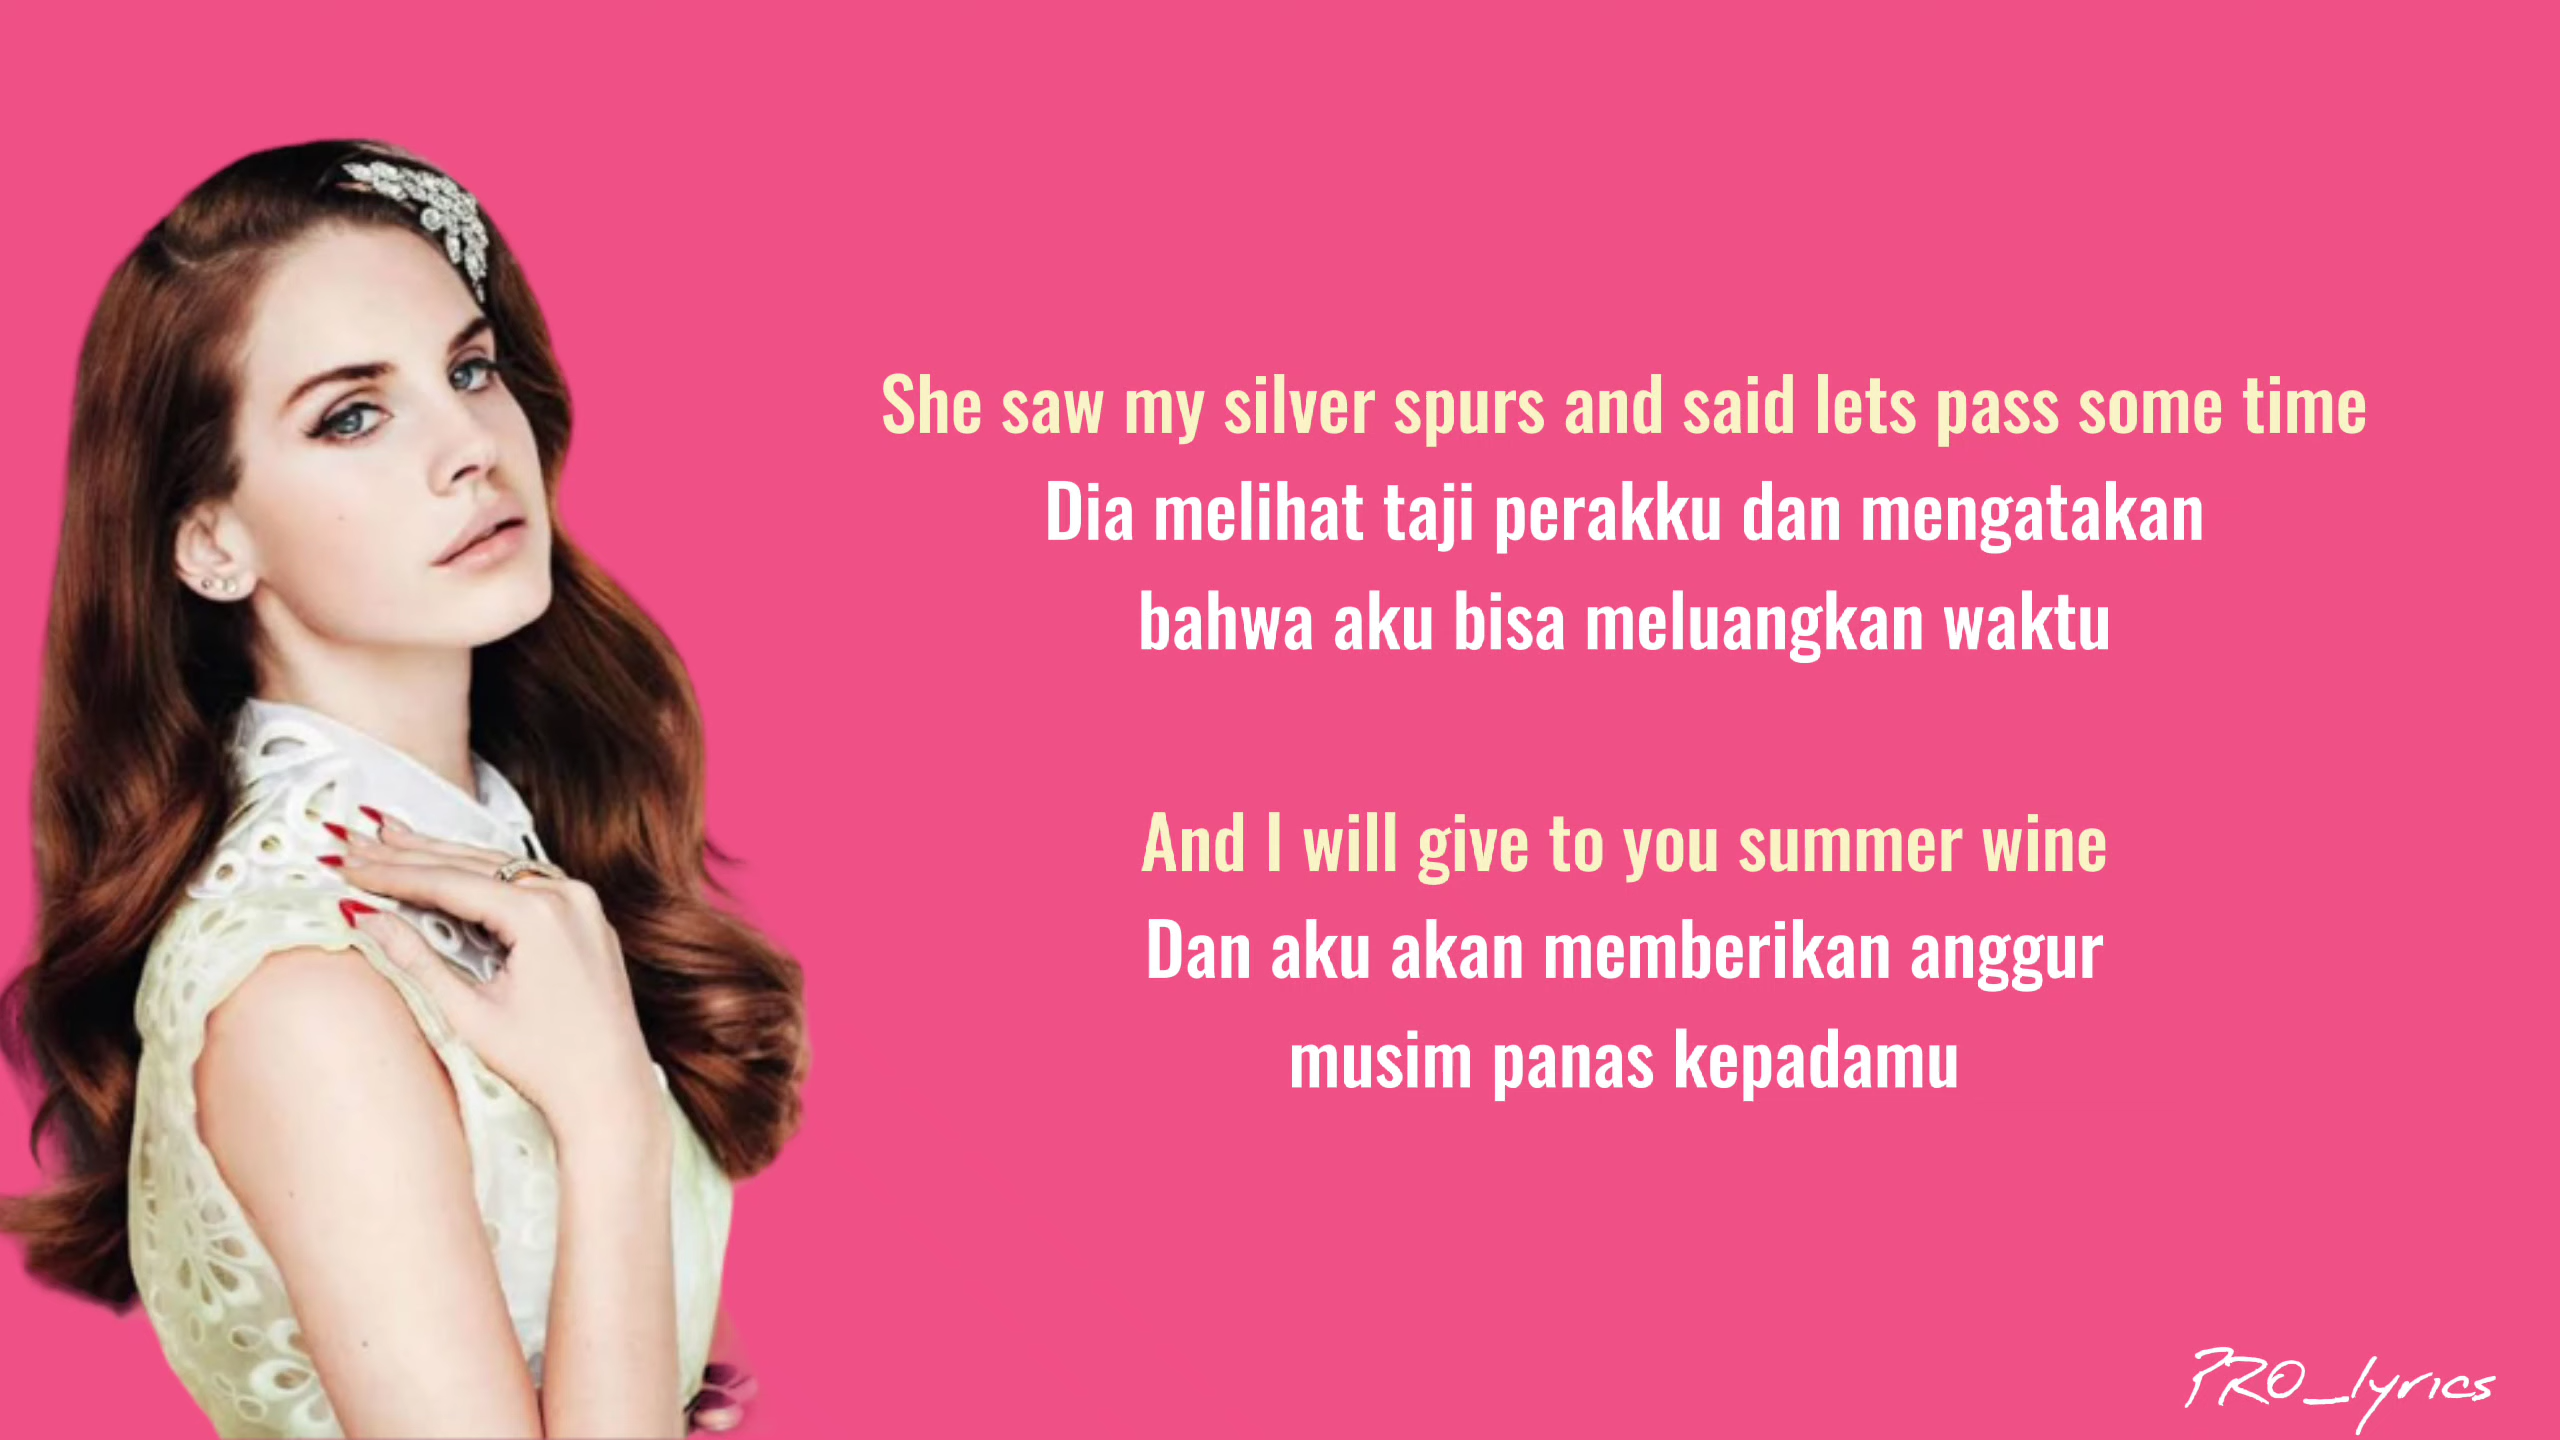 She saw my silver spurs and said lets pass some time
Dia melihat taji perakku dan mengatakan
bahwa aku bisa meluangkan waktu
And I will give to you summer wine
Dan aku akan memberikan anggur
musim panas kepadamu
PRO_lyrics